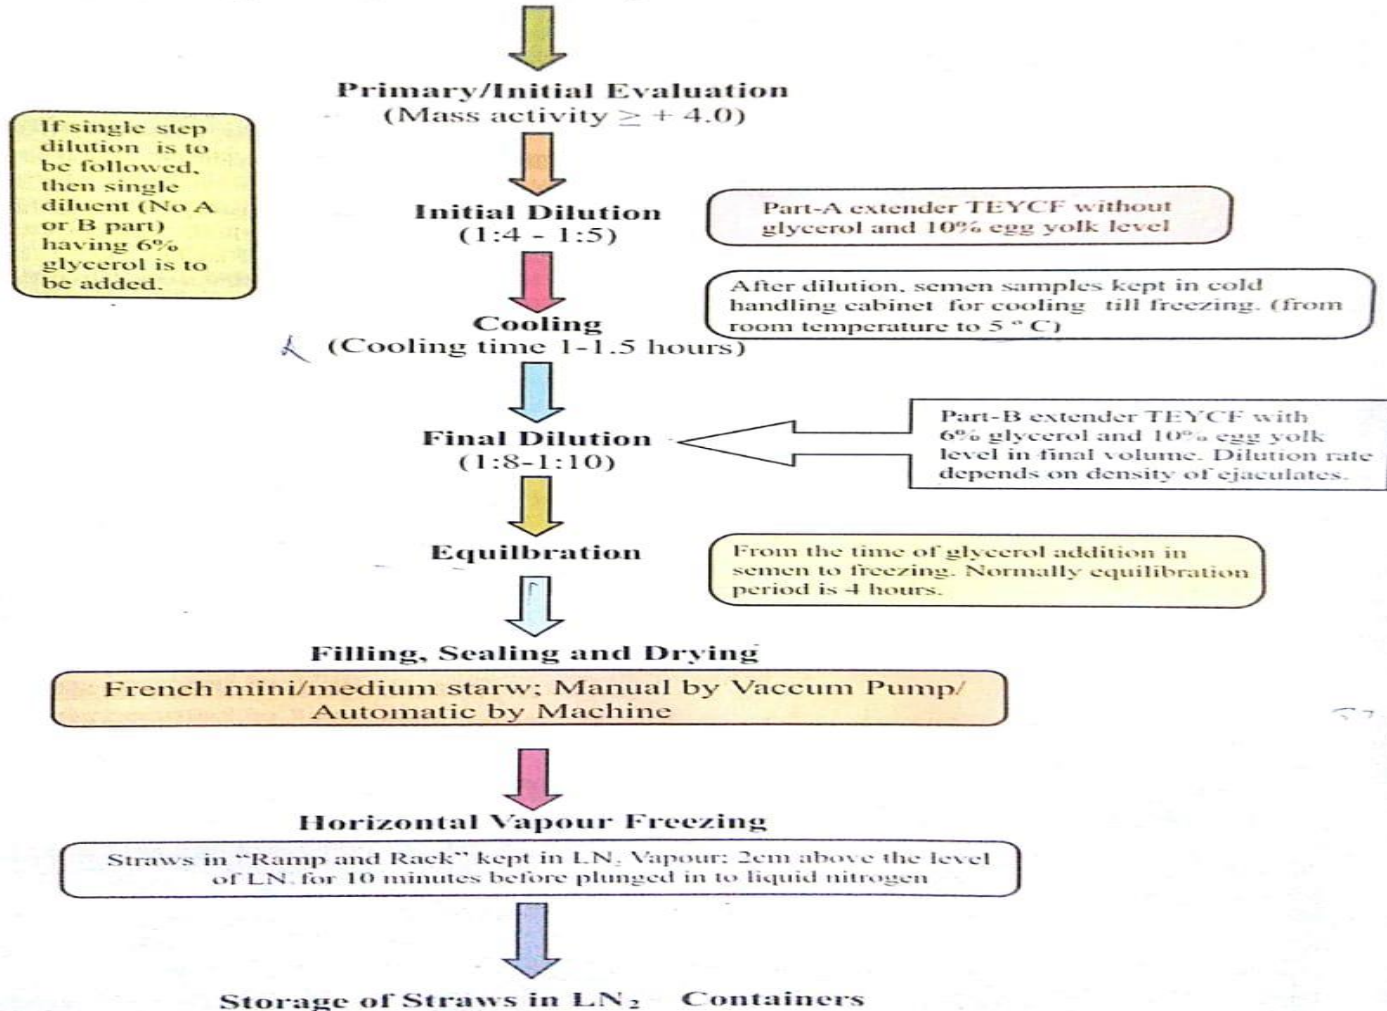 Primary/Initial Evaluation
(Mass activity ≥ + 4.0)
If single step
dilution is to
be followed,
then single
diluent (No A
or B part)
having 6%
glycerol is to
be added.
Initial Dilution
(1:4 - 1:5)
Part-A extender TEYCF without
glycerol and 10% egg yolk level
After dilution, semen samples kept in cold
handling cabinet for cooling till freezing. (from
room temperature to 5 ° C)
Cooling
(Cooling time 1-1.5 hours)
Final Dilution
(1:8-1:10)
Part-B extender TEYCF with
6% glycerol and 10% egg yolk
level in final volume. Dilution rate
depends on density of ejaculates.
Equilbration
From the time of glycerol addition in
semen to freezing. Normally equilibration
period is 4 hours.
Filling, Sealing and Drying
French mini/medium starw; Manual by Vaccum Pump/
Automatic by Machine
Horizontal Vapour Freezing
Straws in “Ramp and Rack” kept in LN₂ Vapour: 2cm above the level
of LN₂ for 10 minutes before plunged in to liquid nitrogen
Storage of Straws in LN₂ Containers